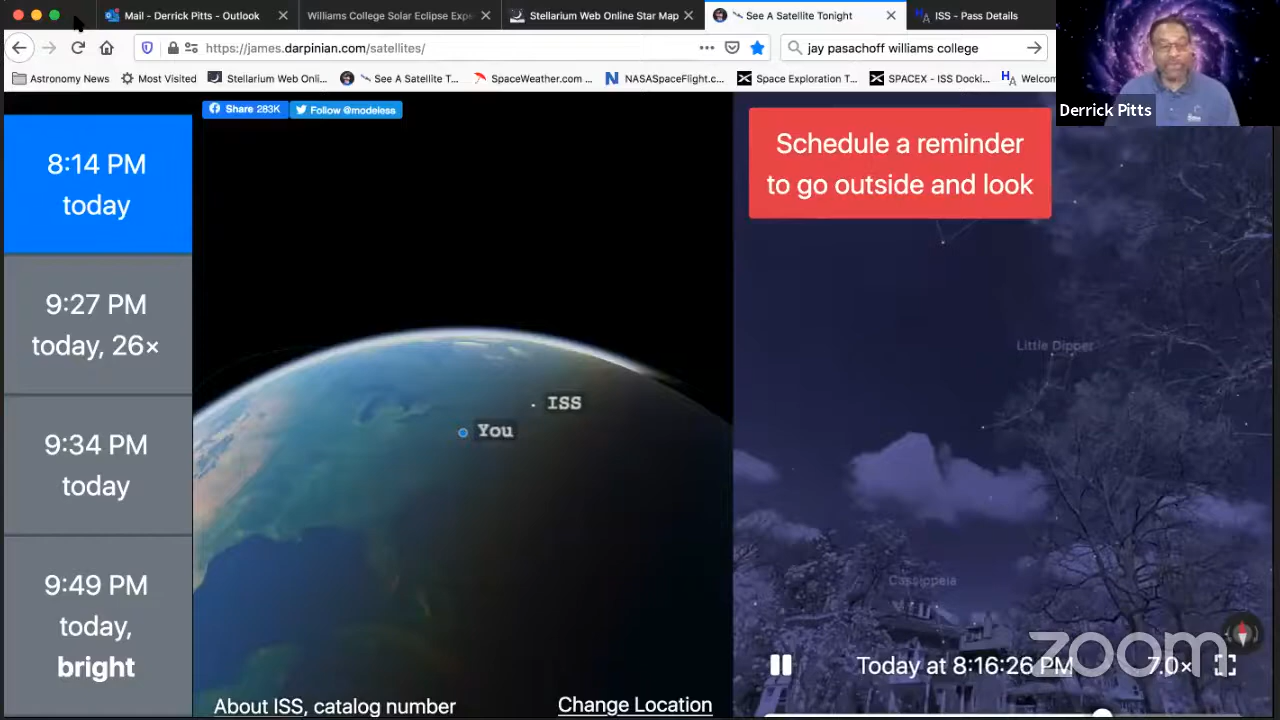 Mail - Derrick Pitts - Outlook
Williams College Solar Eclipse Expe
Stellarium Web Online Star Map
See A Satellite Tonight
ISS - Pass Details
https://james.darpinian.com/satellites/
jay pasachoff williams college
Astronomy News
Most Visited
Stellarium Web Onli...
See A Satellite T...
SpaceWeather.com ...
NASASpaceFlight.c...
Space Exploration T...
SPACEX - ISS Docki...
Welcom
Derrick Pitts
Share 283K
Follow @modeless
8:14 PM
today
9:27 PM
today, 26×
9:34 PM
today
9:49 PM
today,
bright
ISS
You
About ISS, catalog number
Change Location
Schedule a reminder
to go outside and look
Little Dipper
Cassiopeia
Today at 8:16:26 PM
7.0×
zoom